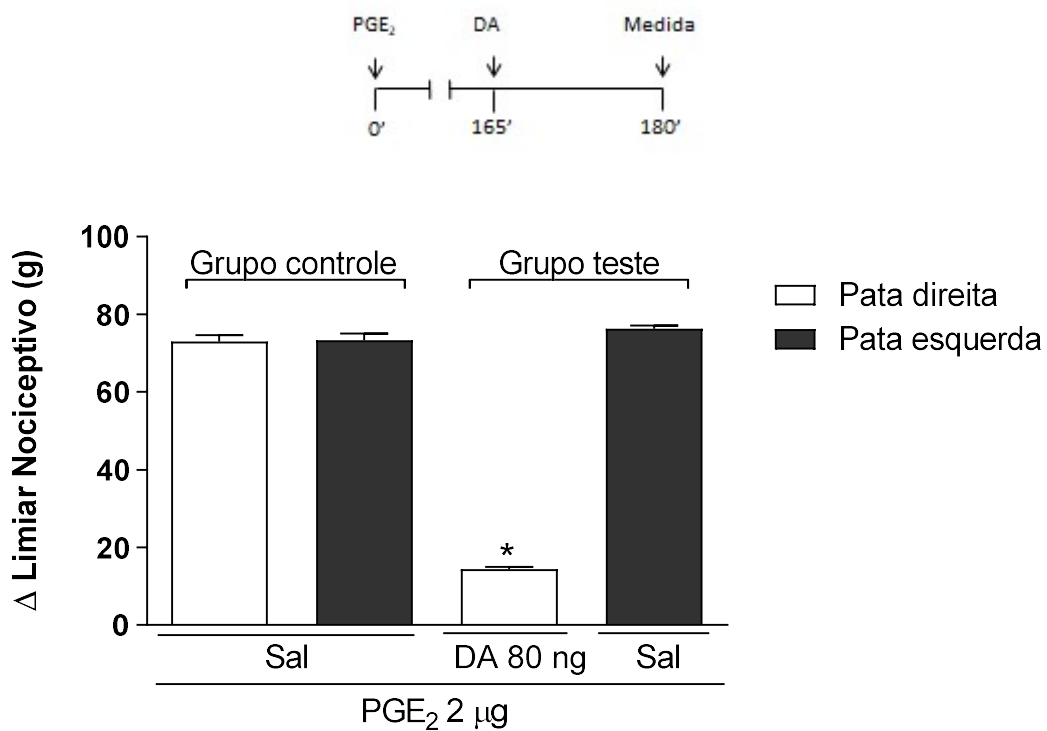 PGE₂ DA Medida
0' 165' 180'
Δ Limiar Nociceptivo (g)
100
80
60
40
20
0
Grupo controle Grupo teste
*
Pata direita
Pata esquerda
Sal DA 80 ng Sal
PGE₂ 2 μg